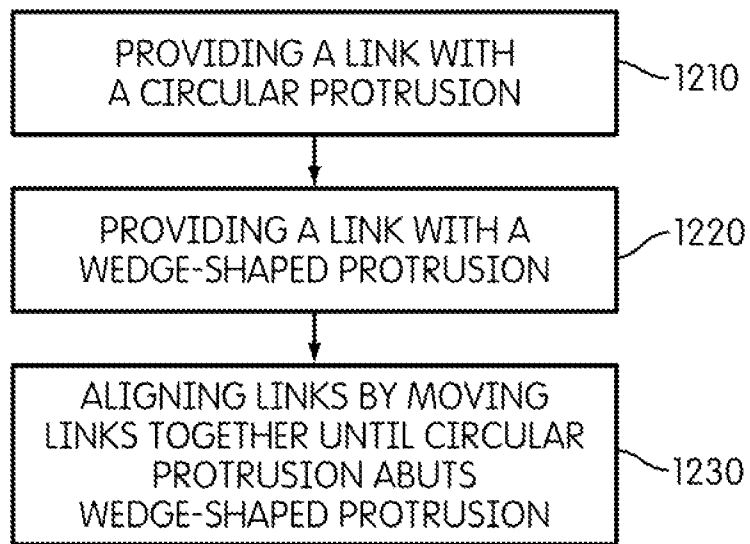 PROVIDING A LINK WITH
A CIRCULAR PROTRUSION
1210
PROVIDING A LINK WITH A
WEDGE-SHAPED PROTRUSION
1220
ALIGNING LINKS BY MOVING
LINKS TOGETHER UNTIL CIRCULAR
PROTRUSION ABUTS
WEDGE-SHAPED PROTRUSION
1230